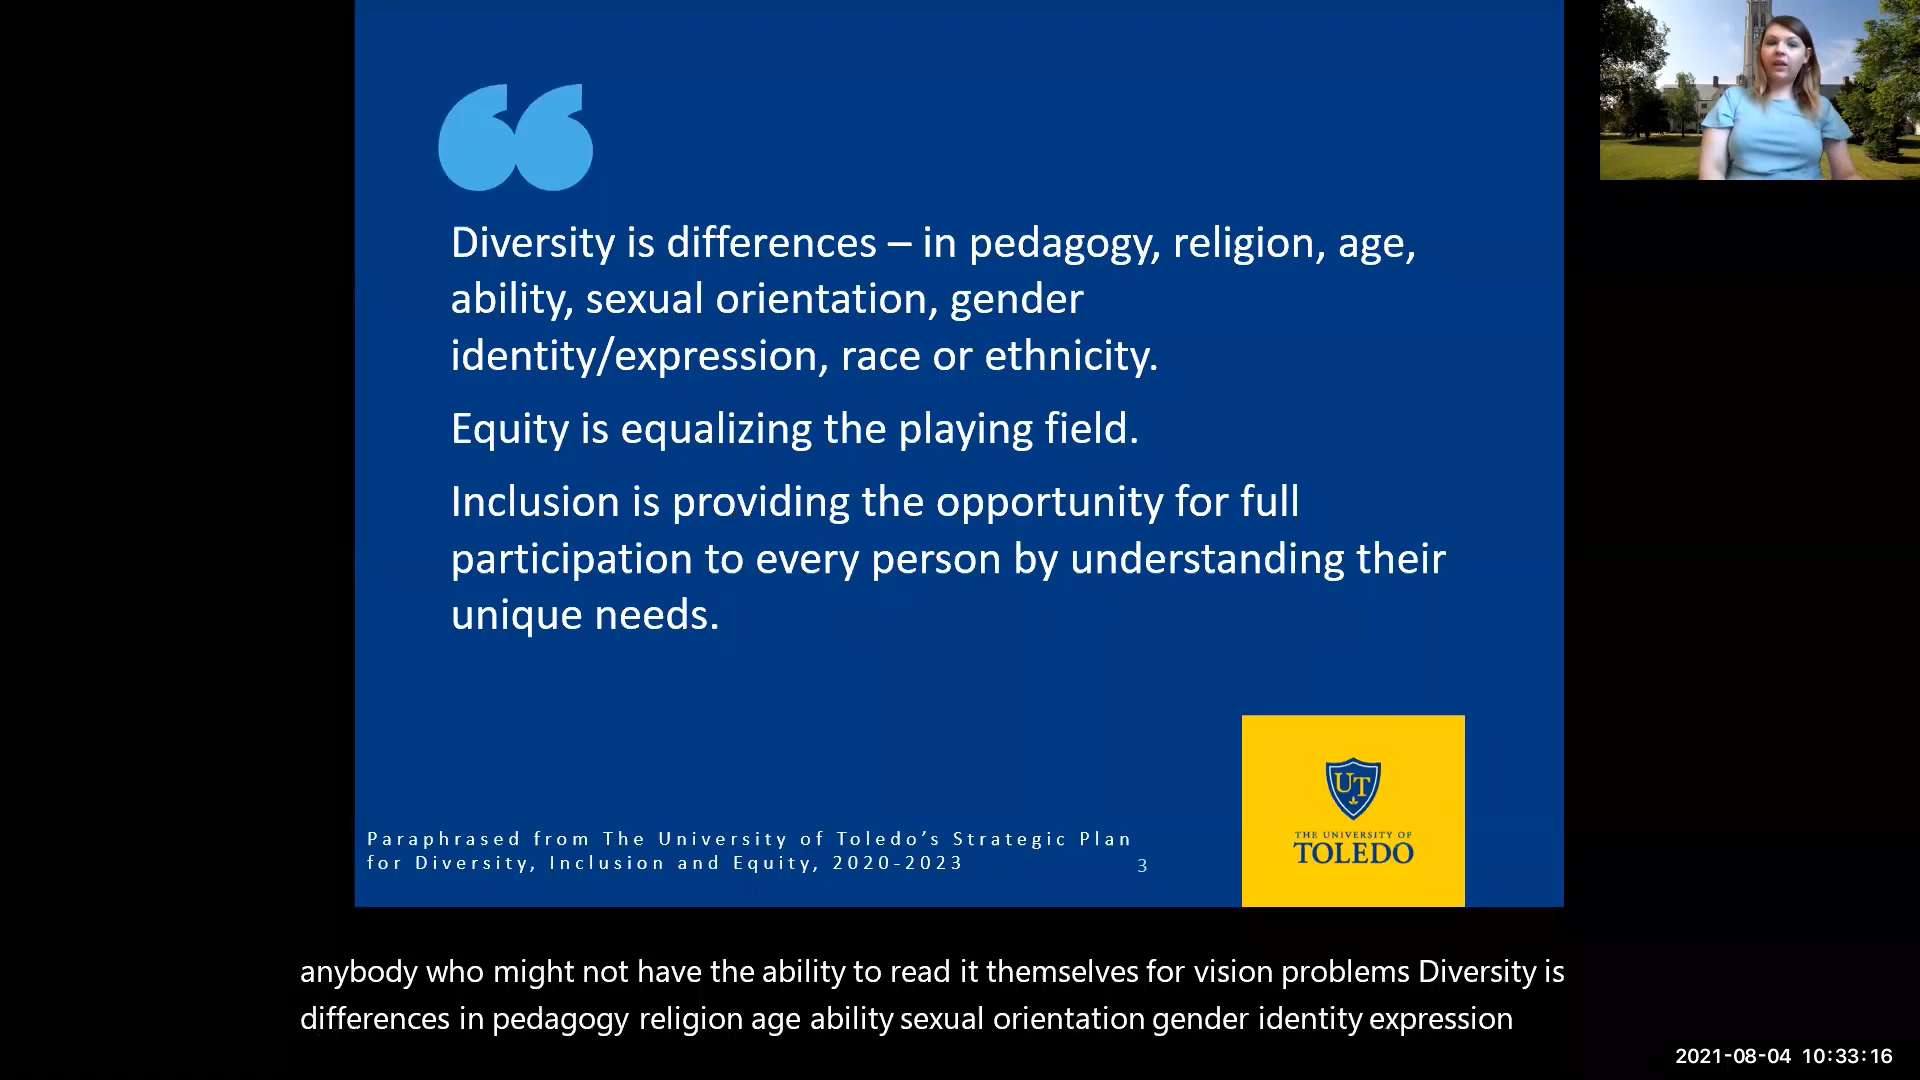 Diversity is differences – in pedagogy, religion, age,
ability, sexual orientation, gender
identity/expression, race or ethnicity.
Equity is equalizing the playing field.
Inclusion is providing the opportunity for full
participation to every person by understanding their
unique needs.
Paraphrased from The University of Toledo’s Strategic Plan
for Diversity, Inclusion and Equity, 2020-2023
3
UT
THE UNIVERSITY OF
TOLEDO
anybody who might not have the ability to read it themselves for vision problems Diversity is
differences in pedagogy religion age ability sexual orientation gender identity expression
2021-08-04 10:33:16